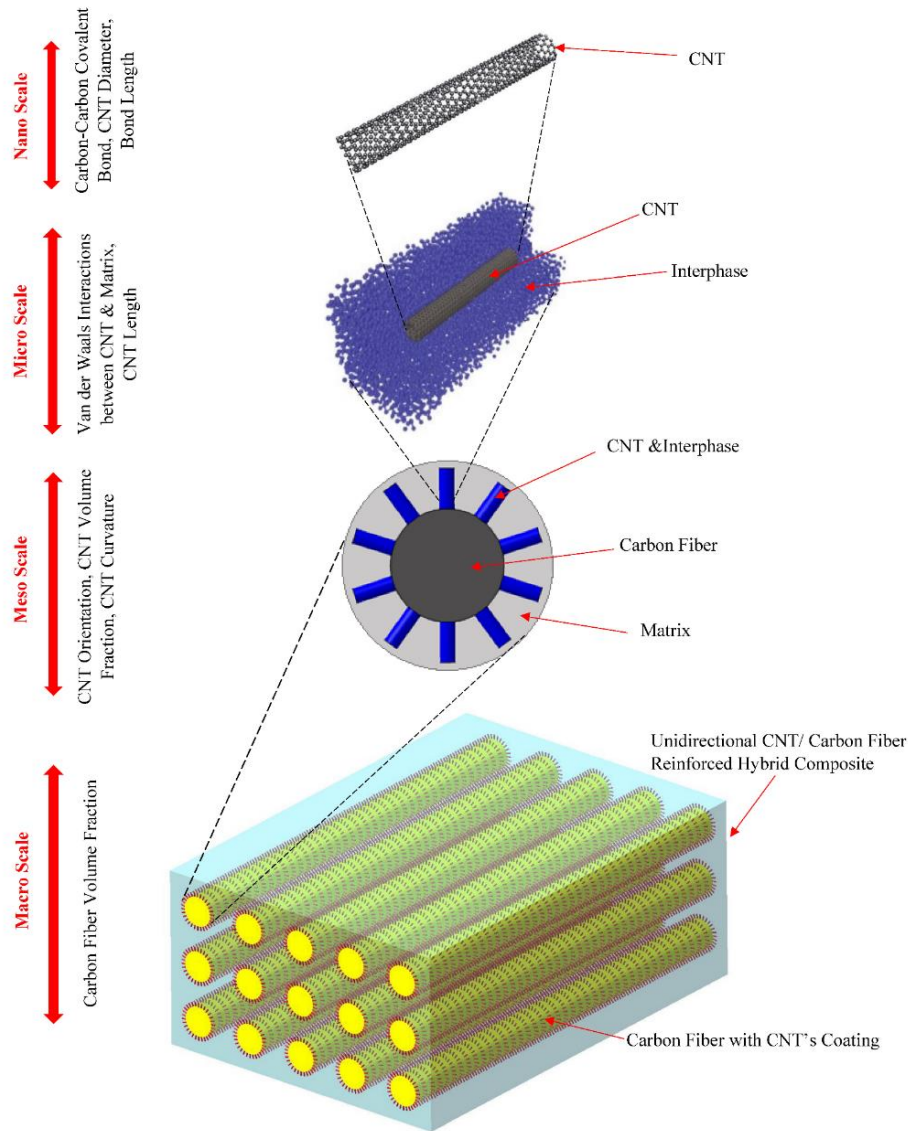 Nano Scale
Carbon-Carbon Covalent
Bond, CNT Diameter,
Bond Length
CNT
Micro Scale
Van der Waals Interactions
between CNT & Matrix,
CNT Length
CNT
Interphase
Meso Scale
CNT Orientation, CNT Volume
Fraction, CNT Curvature
CNT &Interphase
Carbon Fiber
Matrix
Macro Scale
Carbon Fiber Volume Fraction
Unidirectional CNT/ Carbon Fiber
Reinforced Hybrid Composite
Carbon Fiber with CNT's Coating